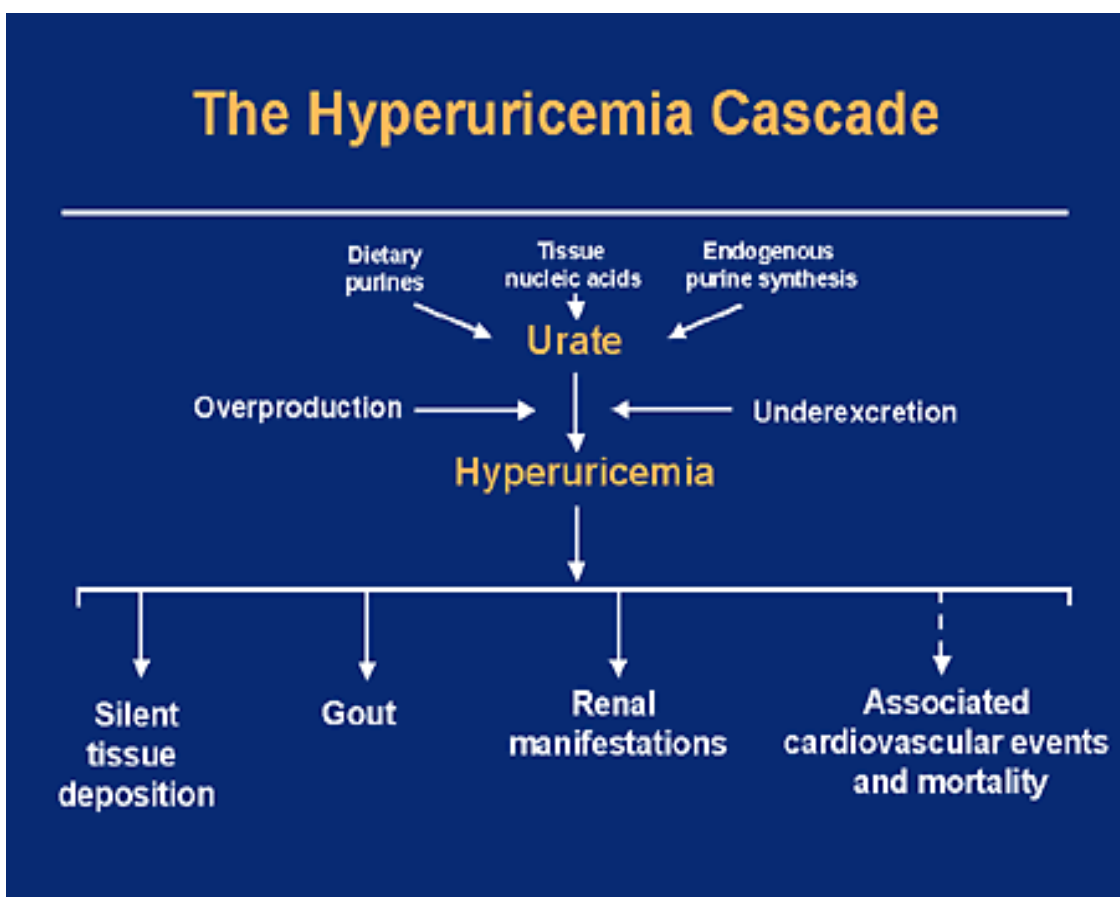 The Hyperuricemia Cascade
Dietary
purines
Tissue
nucleic acids
Endogenous
purine synthesis
Urate
Overproduction
Underexcretion
Hyperuricemia
Silent
tissue
deposition
Gout
Renal
manifestations
Associated
cardiovascular events
and mortality